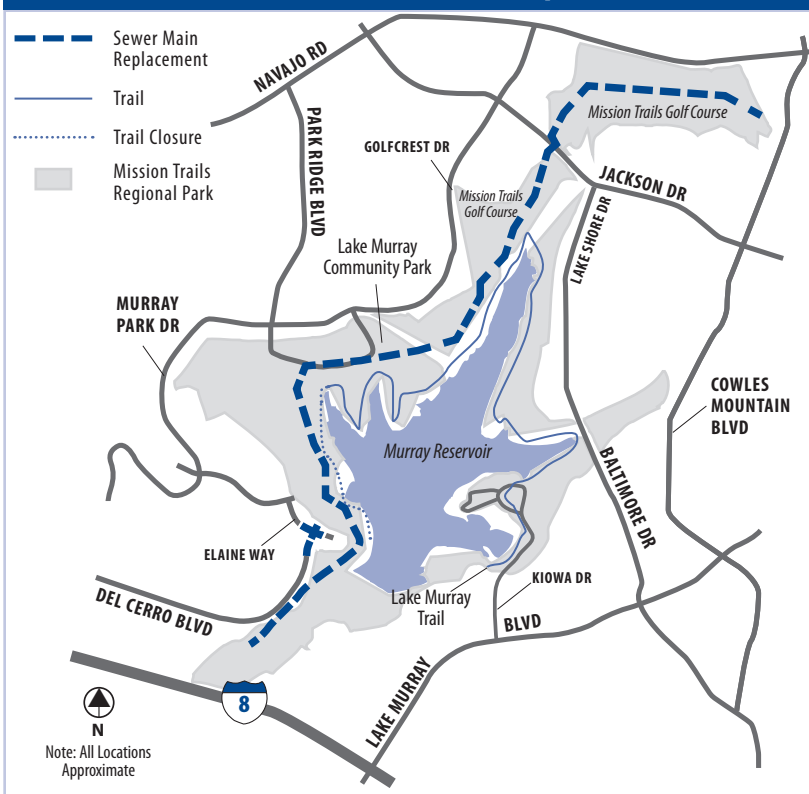 Sewer Main
Replacement
Trail
Trail Closure
Mission Trails
Regional Park
NAVAJO RD
PARK RIDGE BLVD
GOLFCREST DR
Mission Trails Golf Course
Mission Trails
Golf Course
JACKSON DR
LAKE SHORE DR
Lake Murray
Community Park
MURRAY
PARK DR
COWLES
MOUNTAIN
BLVD
Murray Reservoir
BALTIMORE DR
ELAINE WAY
DEL CERRO BLVD
Lake Murray
Trail
KIOWA DR
LAKE MURRAY
BLVD
8
N
Note: All Locations
Approximate